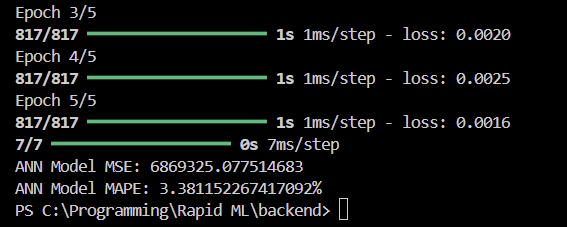 Epoch 3/5
817/817 ━━━━━━━━━━━━━━━━━━━━ 1s 1ms/step - loss: 0.0020
Epoch 4/5
817/817 ━━━━━━━━━━━━━━━━━━━━ 1s 1ms/step - loss: 0.0025
Epoch 5/5
817/817 ━━━━━━━━━━━━━━━━━━━━ 1s 1ms/step - loss: 0.0016
7/7 ━━━━━━━━━━━━━━━━━━━━ 0s 7ms/step
ANN Model MSE: 6869325.077514683
ANN Model MAPE: 3.381152267417092%
PS C:\Programming\Rapid ML\backend>